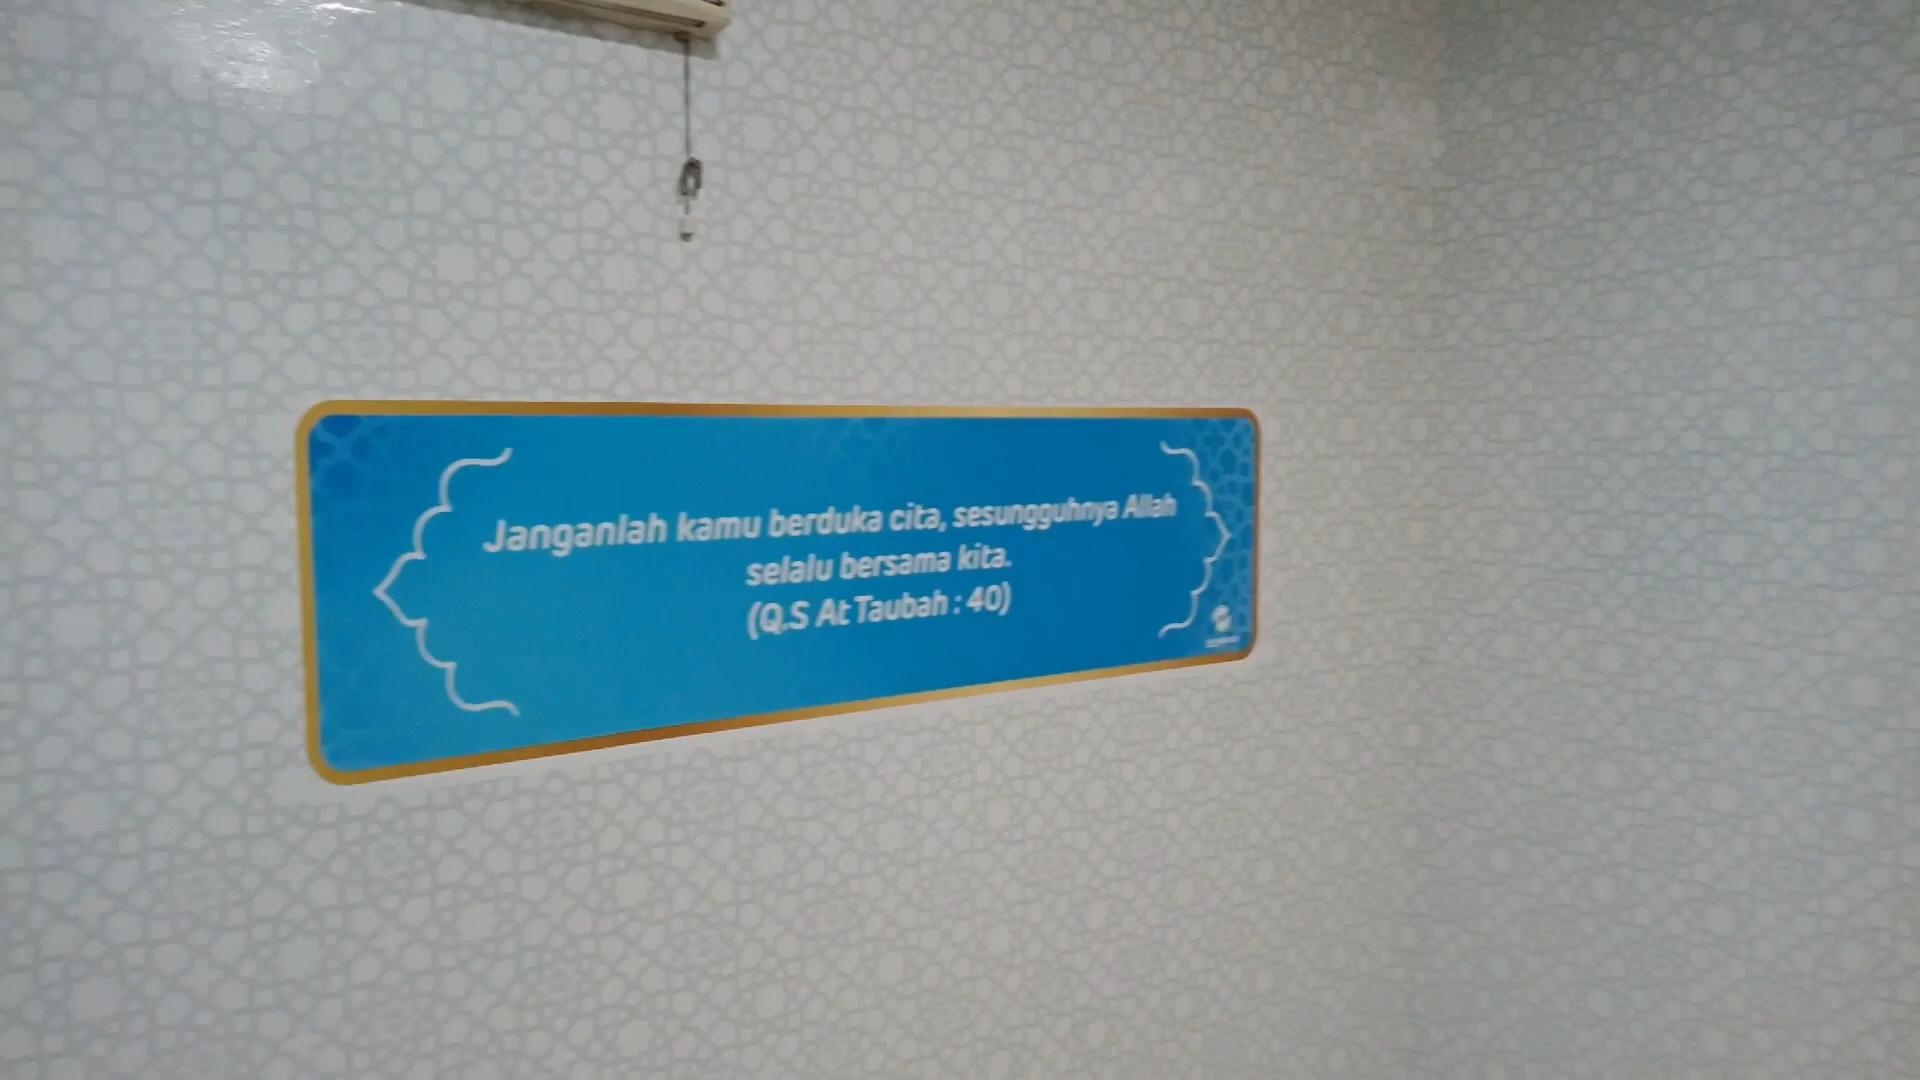 Janganlah kamu berduka cita, sesungguhnya Allah
selalu bersama kita.
(Q.S At Taubah : 40)